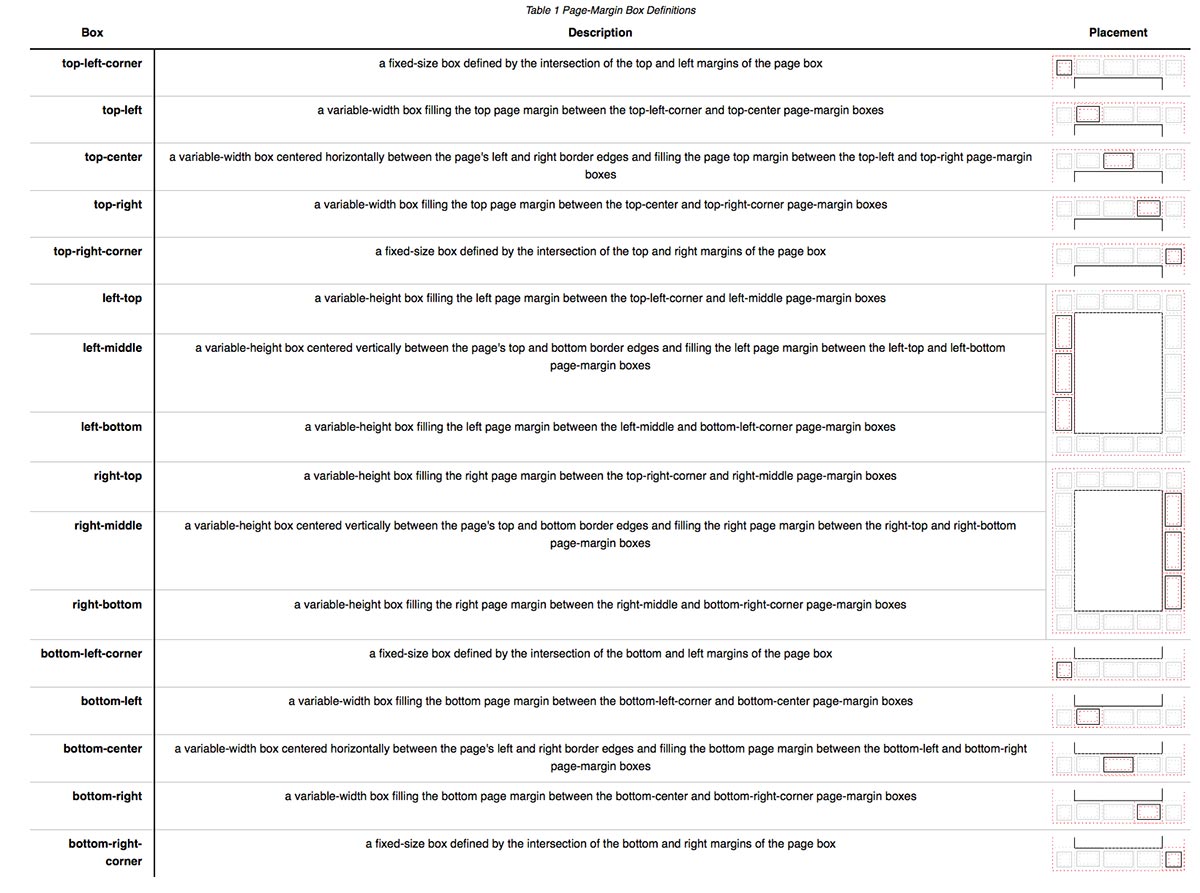 Table 1 Page-Margin Box Definitions
Box Description Placement
top-left-corner a fixed-size box defined by the intersection of the top and left margins of the page box
top-left a variable-width box filling the top page margin between the top-left-corner and top-center page-margin boxes
top-center a variable-width box centered horizontally between the page's left and right border edges and filling the page top margin between the top-left and top-right page-margin
boxes
top-right a variable-width box filling the top page margin between the top-center and top-right-corner page-margin boxes
top-right-corner a fixed-size box defined by the intersection of the top and right margins of the page box
left-top a variable-height box filling the left page margin between the top-left-corner and left-middle page-margin boxes
left-middle a variable-height box centered vertically between the page's top and bottom border edges and filling the left page margin between the left-top and left-bottom
page-margin boxes
left-bottom a variable-height box filling the left page margin between the left-middle and bottom-left-corner page-margin boxes
right-top a variable-height box filling the right page margin between the top-right-corner and right-middle page-margin boxes
right-middle a variable-height box centered vertically between the page's top and bottom border edges and filling the right page margin between the right-top and right-bottom
page-margin boxes
right-bottom a variable-height box filling the right page margin between the right-middle and bottom-right-corner page-margin boxes
bottom-left-corner a fixed-size box defined by the intersection of the bottom and left margins of the page box
bottom-left a variable-width box filling the bottom page margin between the bottom-left-corner and bottom-center page-margin boxes
bottom-center a variable-width box centered horizontally between the page's left and right border edges and filling the bottom page margin between the bottom-left and bottom-right
page-margin boxes
bottom-right a variable-width box filling the bottom page margin between the bottom-center and bottom-right-corner page-margin boxes
bottom-right- a fixed-size box defined by the intersection of the bottom and right margins of the page box
corner